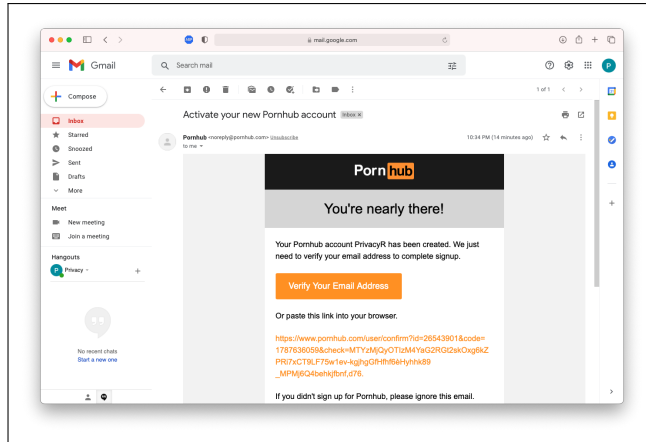 mail.google.com
Gmail
Search mail
Compose
1 of 1
Inbox
Starred
Snoozed
Sent
Drafts
More
Meet
New meeting
Join a meeting
Hangouts
Privacy
No recent chats
Start a new one
Activate your new Pornhub account Inbox x
Pornhub <noreply@pornhub.com> Unsubscribe
10:34 PM (14 minutes ago)
to me
Porn hub
You're nearly there!
Your Pornhub account PrivacyR has been created. We just
need to verify your email address to complete signup.
Verify Your Email Address
Or paste this link into your browser.
https://www.pornhub.com/user/confirm?id=26543901&code=
1787636059&check=MTYzMjQyOTIzM4YaG2RGt2skOxg6kZ
PRi7xCT9LF75w1ev-kgjhgGfHfhf6èHyhhk89
_MPMj6Q4behkjfbnf,d76.
If you didn't sign up for Pornhub, please ignore this email.
P
P